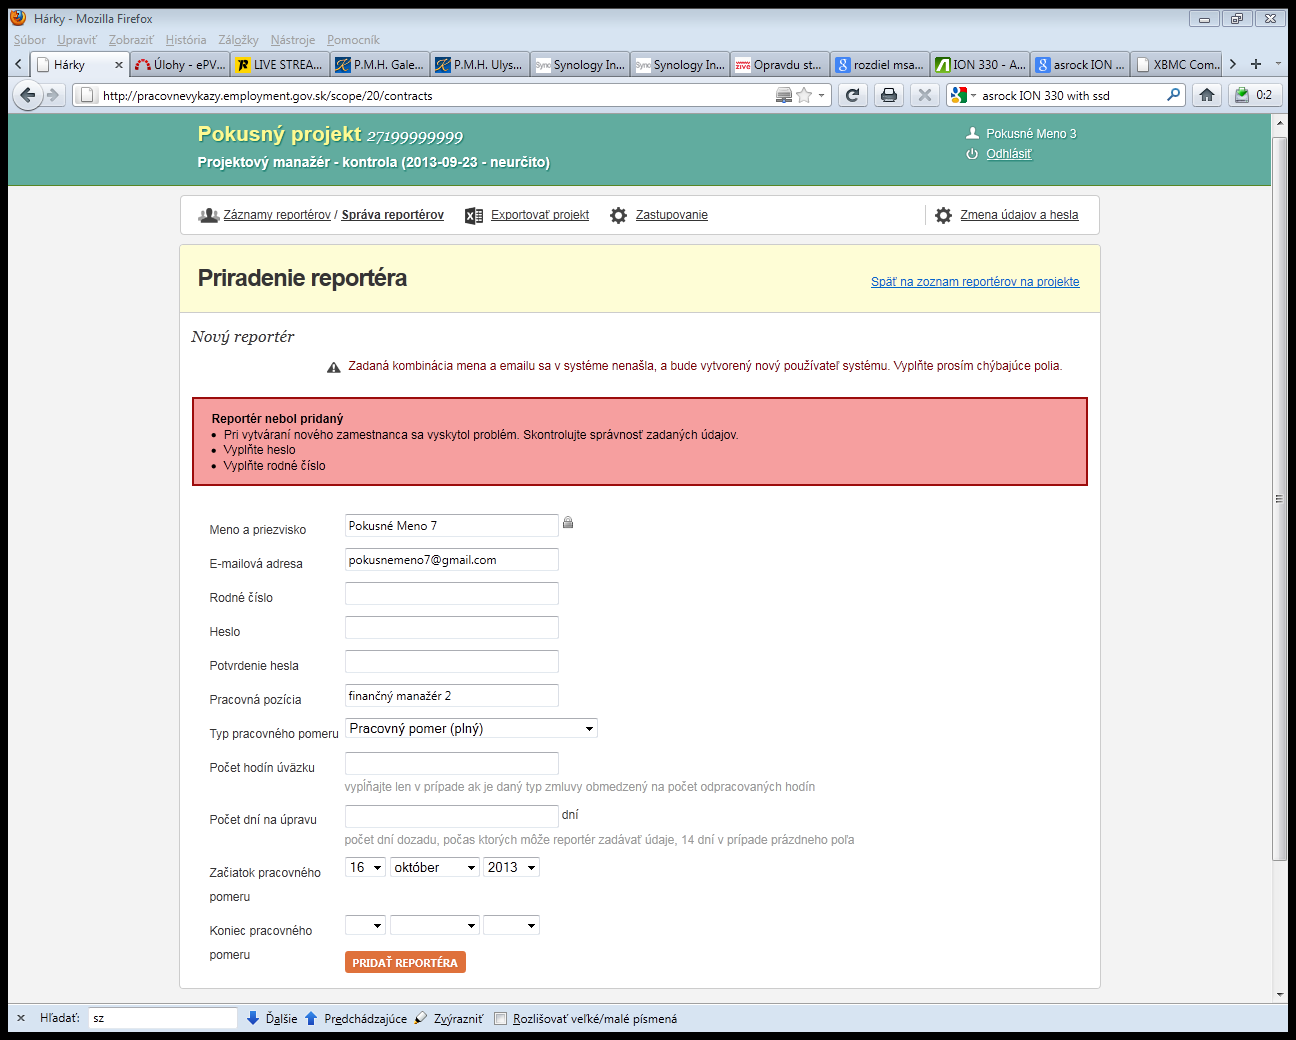 Hárky - Mozilla Firefox
Súbor Upraviť Zobraziť História Záložky Nástroje Pomocník
Hárky Úlohy - ePV... LIVE STREA... P.M.H. Gale... P.M.H. Ulys... Synology In... Synology In... Opravdu st... rozdiel msa... ION 330 - A... asrock ION ... XBMC Com...
http://pracovnevykazy.employment.gov.sk/scope/20/contracts asrock ION 330 with ssd 0:2
Pokusný projekt 27199999999
Pokusné Meno 3
Projektový manažér - kontrola (2013-09-23 - neurčito)
Odhlásiť
Záznamy reportérov / Správa reportérov Exportovať projekt Zastupovanie Zmena údajov a hesla
Priradenie reportéra
Späť na zoznam reportérov na projekte
Nový reportér
Zadaná kombinácia mena a emailu sa v systéme nenašla, a bude vytvorený nový používateľ systému. Vyplňte prosím chýbajúce polia.
Reportér nebol pridaný
• Pri vytváraní nového zamestnanca sa vyskytol problém. Skontrolujte správnosť zadaných údajov.
• Vyplňte heslo
• Vyplňte rodné číslo
Meno a priezvisko Pokusné Meno 7
E-mailová adresa pokusnemeno7@gmail.com
Rodné číslo
Heslo
Potvrdenie hesla
Pracovná pozícia finančný manažér 2
Typ pracovného pomeru Pracovný pomer (plný)
Počet hodín úväzku
vypĺňajte len v prípade ak je daný typ zmluvy obmedzený na počet odpracovaných hodín
Počet dní na úpravu dní
počet dní dozadu, počas ktorých môže reportér zadávať údaje, 14 dní v prípade prázdneho poľa
Začiatok pracovného pomeru 16 október 2013
Koniec pracovného pomeru
PRIDAŤ REPORTÉRA
Hľadať: sz Ďalšie Predchádzajúce Zvýrazniť Rozlišovať veľké/malé písmená